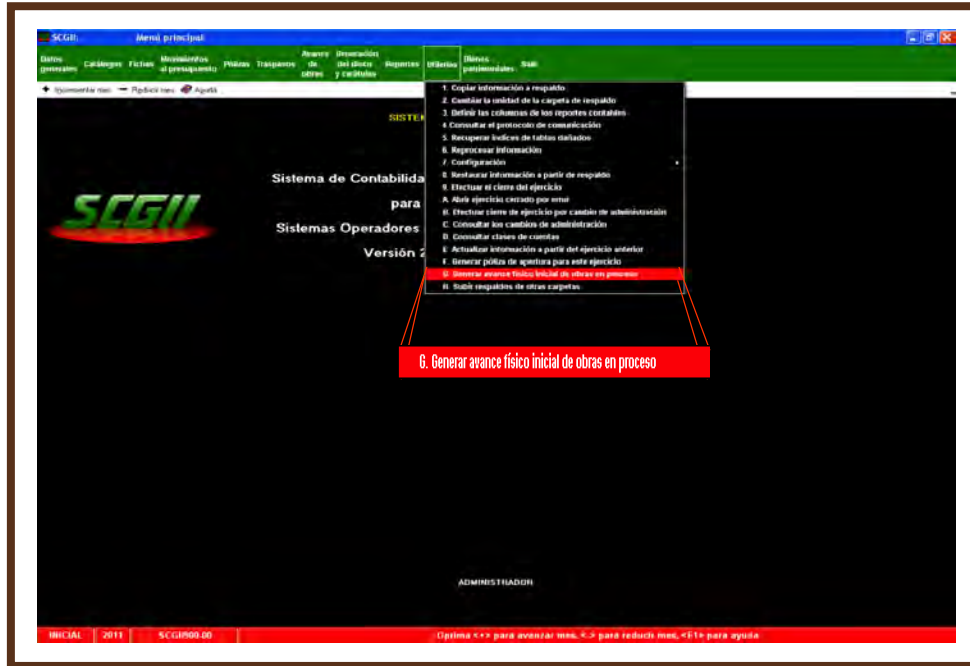 SCGII: Menú principal
Datos generales Catálogos Fichas Movimientos al presupuesto Pólizas Traspasos Avance de obres Generación del disco y carátulas Reportes Utilerías Bienes patrimoniales Salir
+ Incrementar mes — Reducir mes Ayuda
1. Copiar información a respaldo
2. Cambiar la unidad de la carpeta de respaldo
3. Definir las columnas de los reportes contables
4 Consultar el protocolo de comunicación
5. Recuperar índices de tablas dañados
6. Reprocesar información
7. Configuración
8. Restaurar información a partir de respaldo
9. Efectuar el cierre del ejercicio
A. Abrir ejercicio cerrado por error
B. Efectuar cierre de ejercicio por cambio de administración
C. Consultar los cambios de administración
D. Consultar clases de cuentas
E. Actualizar información a partir del ejercicio anterior
F. Generar póliza de apertura para este ejercicio
G. Generar avance físico inicial de obras en proceso
H. Subir respaldos de otras carpetas
SISTE
Sistema de Contabilida
para
Sistemas Operadores
Versión 2
SCGII
G. Generar avance físico inicial de obras en proceso
ADMINISTRADOR
INICIAL 2011 SCGII900.00 Oprima <+> para avanzar mes, <-> para reducir mes, <F1> para ayuda